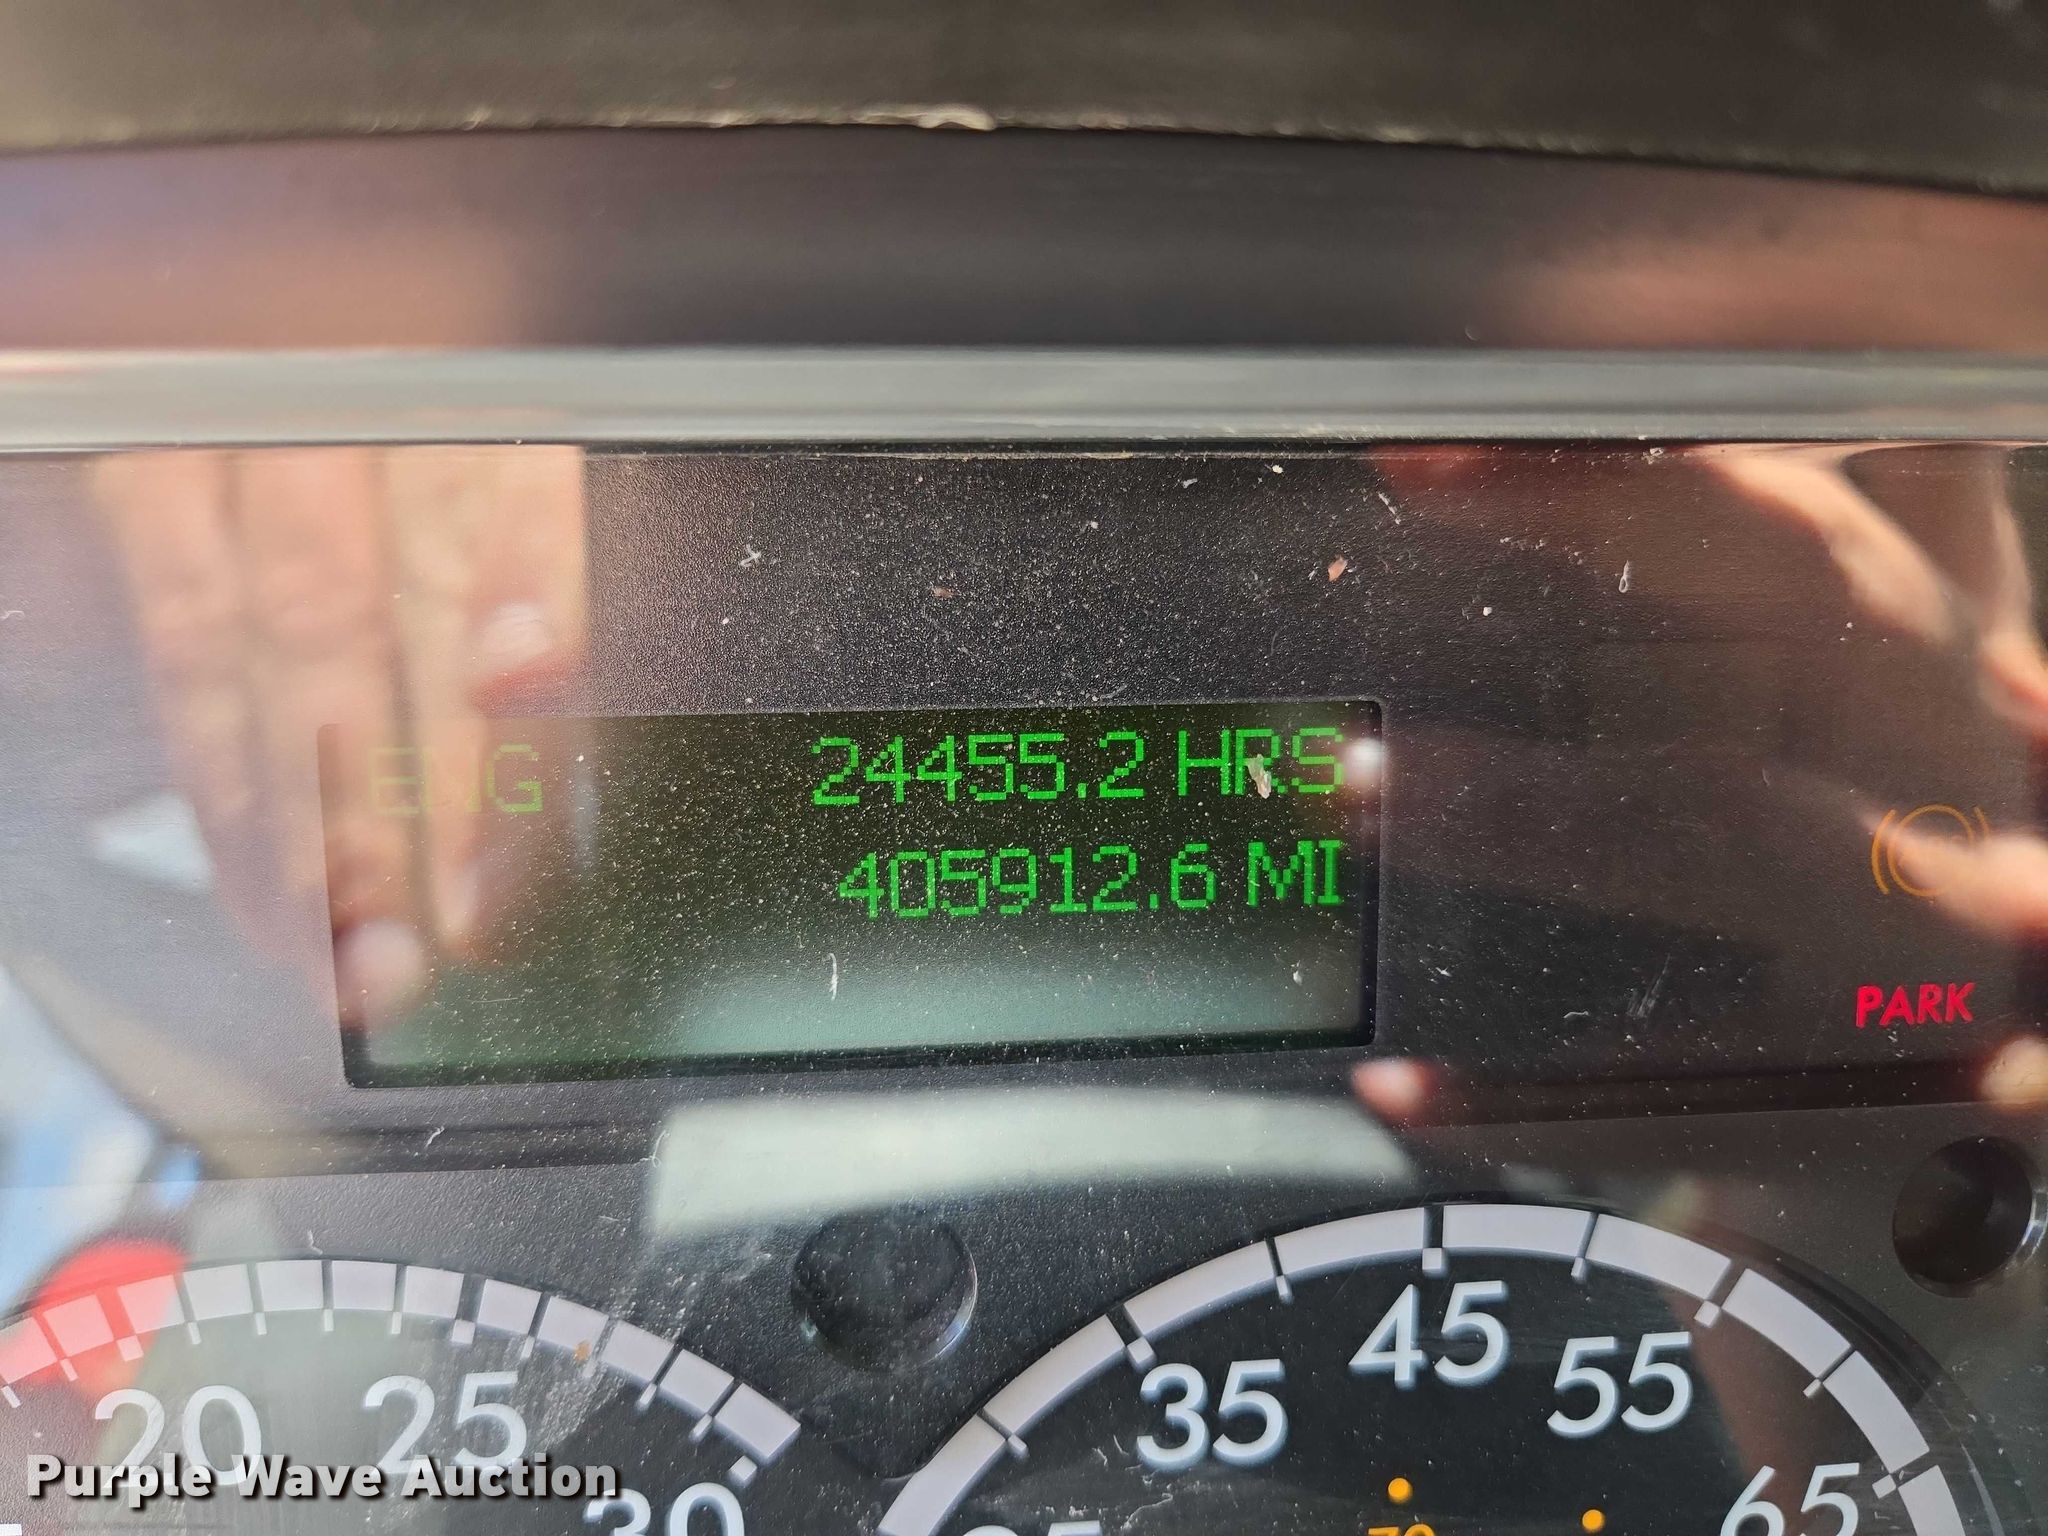 ENG 24455.2 HRS
405912.6 MI
PARK
20 25 30
35 45 55 65
Purple Wave Auction